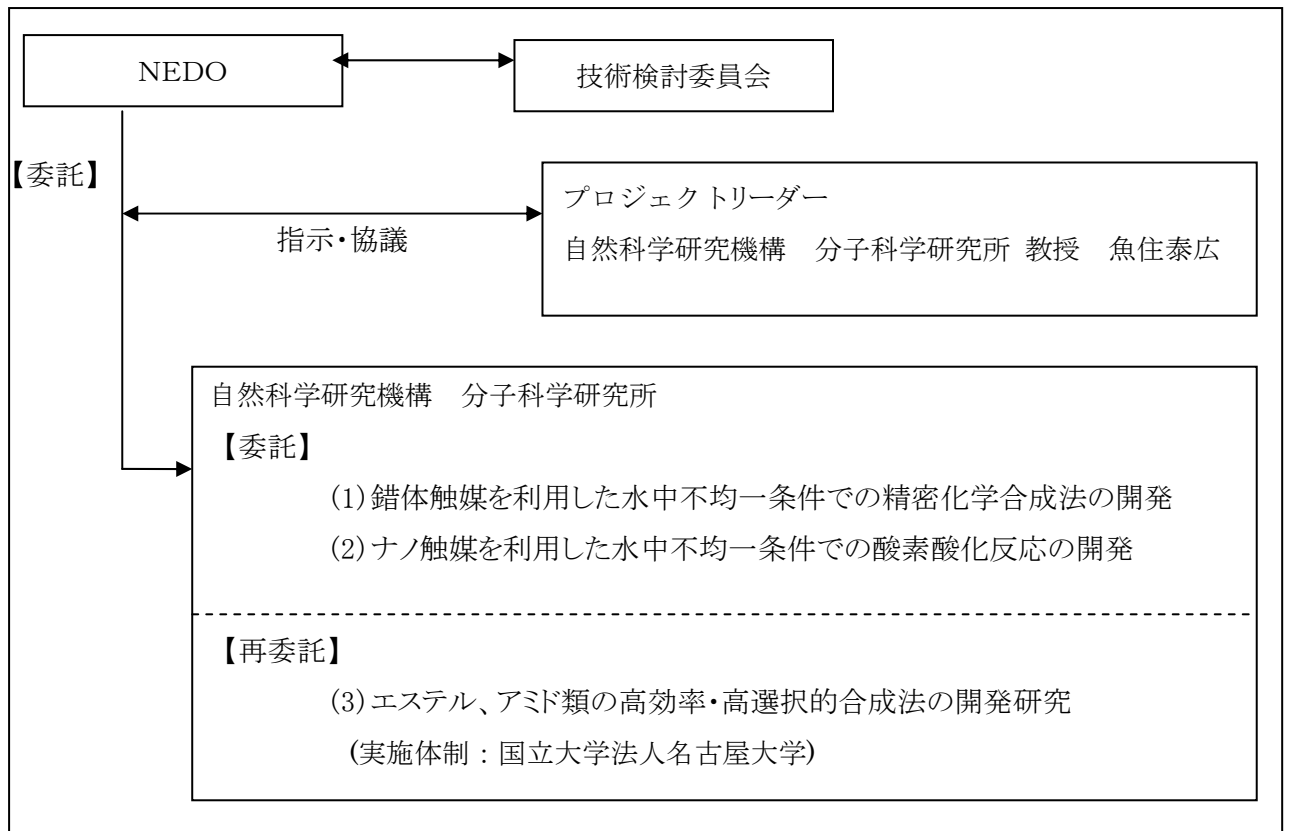 NEDO
技術検討委員会
【委託】
プロジェクトリーダー
自然科学研究機構　分子科学研究所 教授　魚住泰広
指示・協議
自然科学研究機構　分子科学研究所
【委託】
(1)錯体触媒を利用した水中不均一条件での精密化学合成法の開発
(2)ナノ触媒を利用した水中不均一条件での酸素酸化反応の開発
【再委託】
(3)エステル、アミド類の高効率・高選択的合成法の開発研究
(実施体制：国立大学法人名古屋大学)